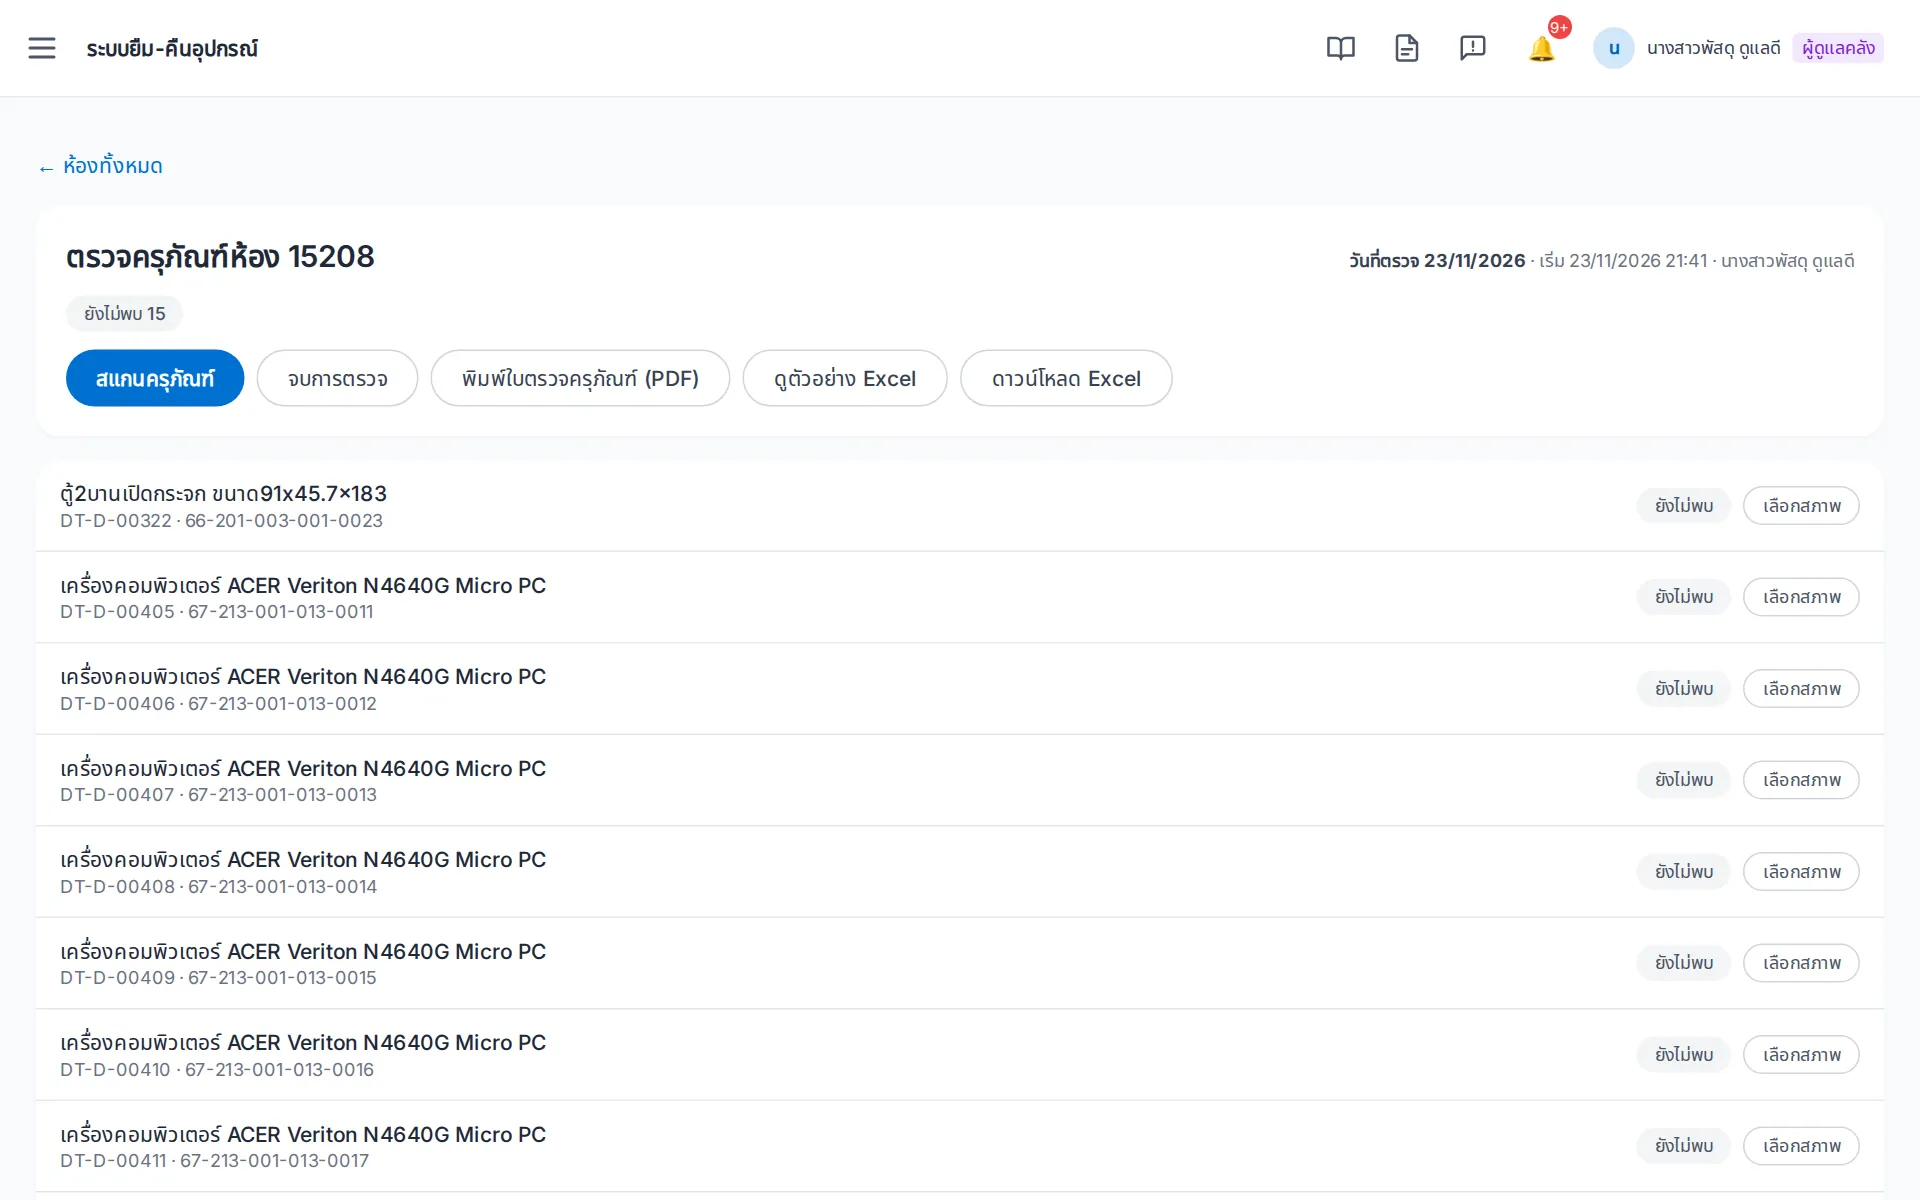 ระบบยืม-คืนอุปกรณ์
9+
น
นางสาวพัสดุ ดูแลดี
ผู้ดูแลคลัง
← ห้องทั้งหมด
ตรวจครุภัณฑ์ห้อง 15208
วันที่ตรวจ 23/11/2026 · เริ่ม 23/11/2026 21:41 · นางสาวพัสดุ ดูแลดี
ยังไม่พบ 15
สแกนครุภัณฑ์
จบการตรวจ
พิมพ์ใบตรวจครุภัณฑ์ (PDF)
ดูตัวอย่าง Excel
ดาวน์โหลด Excel
ตู้2บานเปิดกระจก ขนาด91x45.7×183
DT-D-00322 · 66-201-003-001-0023
ยังไม่พบ
เลือกสภาพ
เครื่องคอมพิวเตอร์ ACER Veriton N4640G Micro PC
DT-D-00405 · 67-213-001-013-0011
ยังไม่พบ
เลือกสภาพ
เครื่องคอมพิวเตอร์ ACER Veriton N4640G Micro PC
DT-D-00406 · 67-213-001-013-0012
ยังไม่พบ
เลือกสภาพ
เครื่องคอมพิวเตอร์ ACER Veriton N4640G Micro PC
DT-D-00407 · 67-213-001-013-0013
ยังไม่พบ
เลือกสภาพ
เครื่องคอมพิวเตอร์ ACER Veriton N4640G Micro PC
DT-D-00408 · 67-213-001-013-0014
ยังไม่พบ
เลือกสภาพ
เครื่องคอมพิวเตอร์ ACER Veriton N4640G Micro PC
DT-D-00409 · 67-213-001-013-0015
ยังไม่พบ
เลือกสภาพ
เครื่องคอมพิวเตอร์ ACER Veriton N4640G Micro PC
DT-D-00410 · 67-213-001-013-0016
ยังไม่พบ
เลือกสภาพ
เครื่องคอมพิวเตอร์ ACER Veriton N4640G Micro PC
DT-D-00411 · 67-213-001-013-0017
ยังไม่พบ
เลือกสภาพ